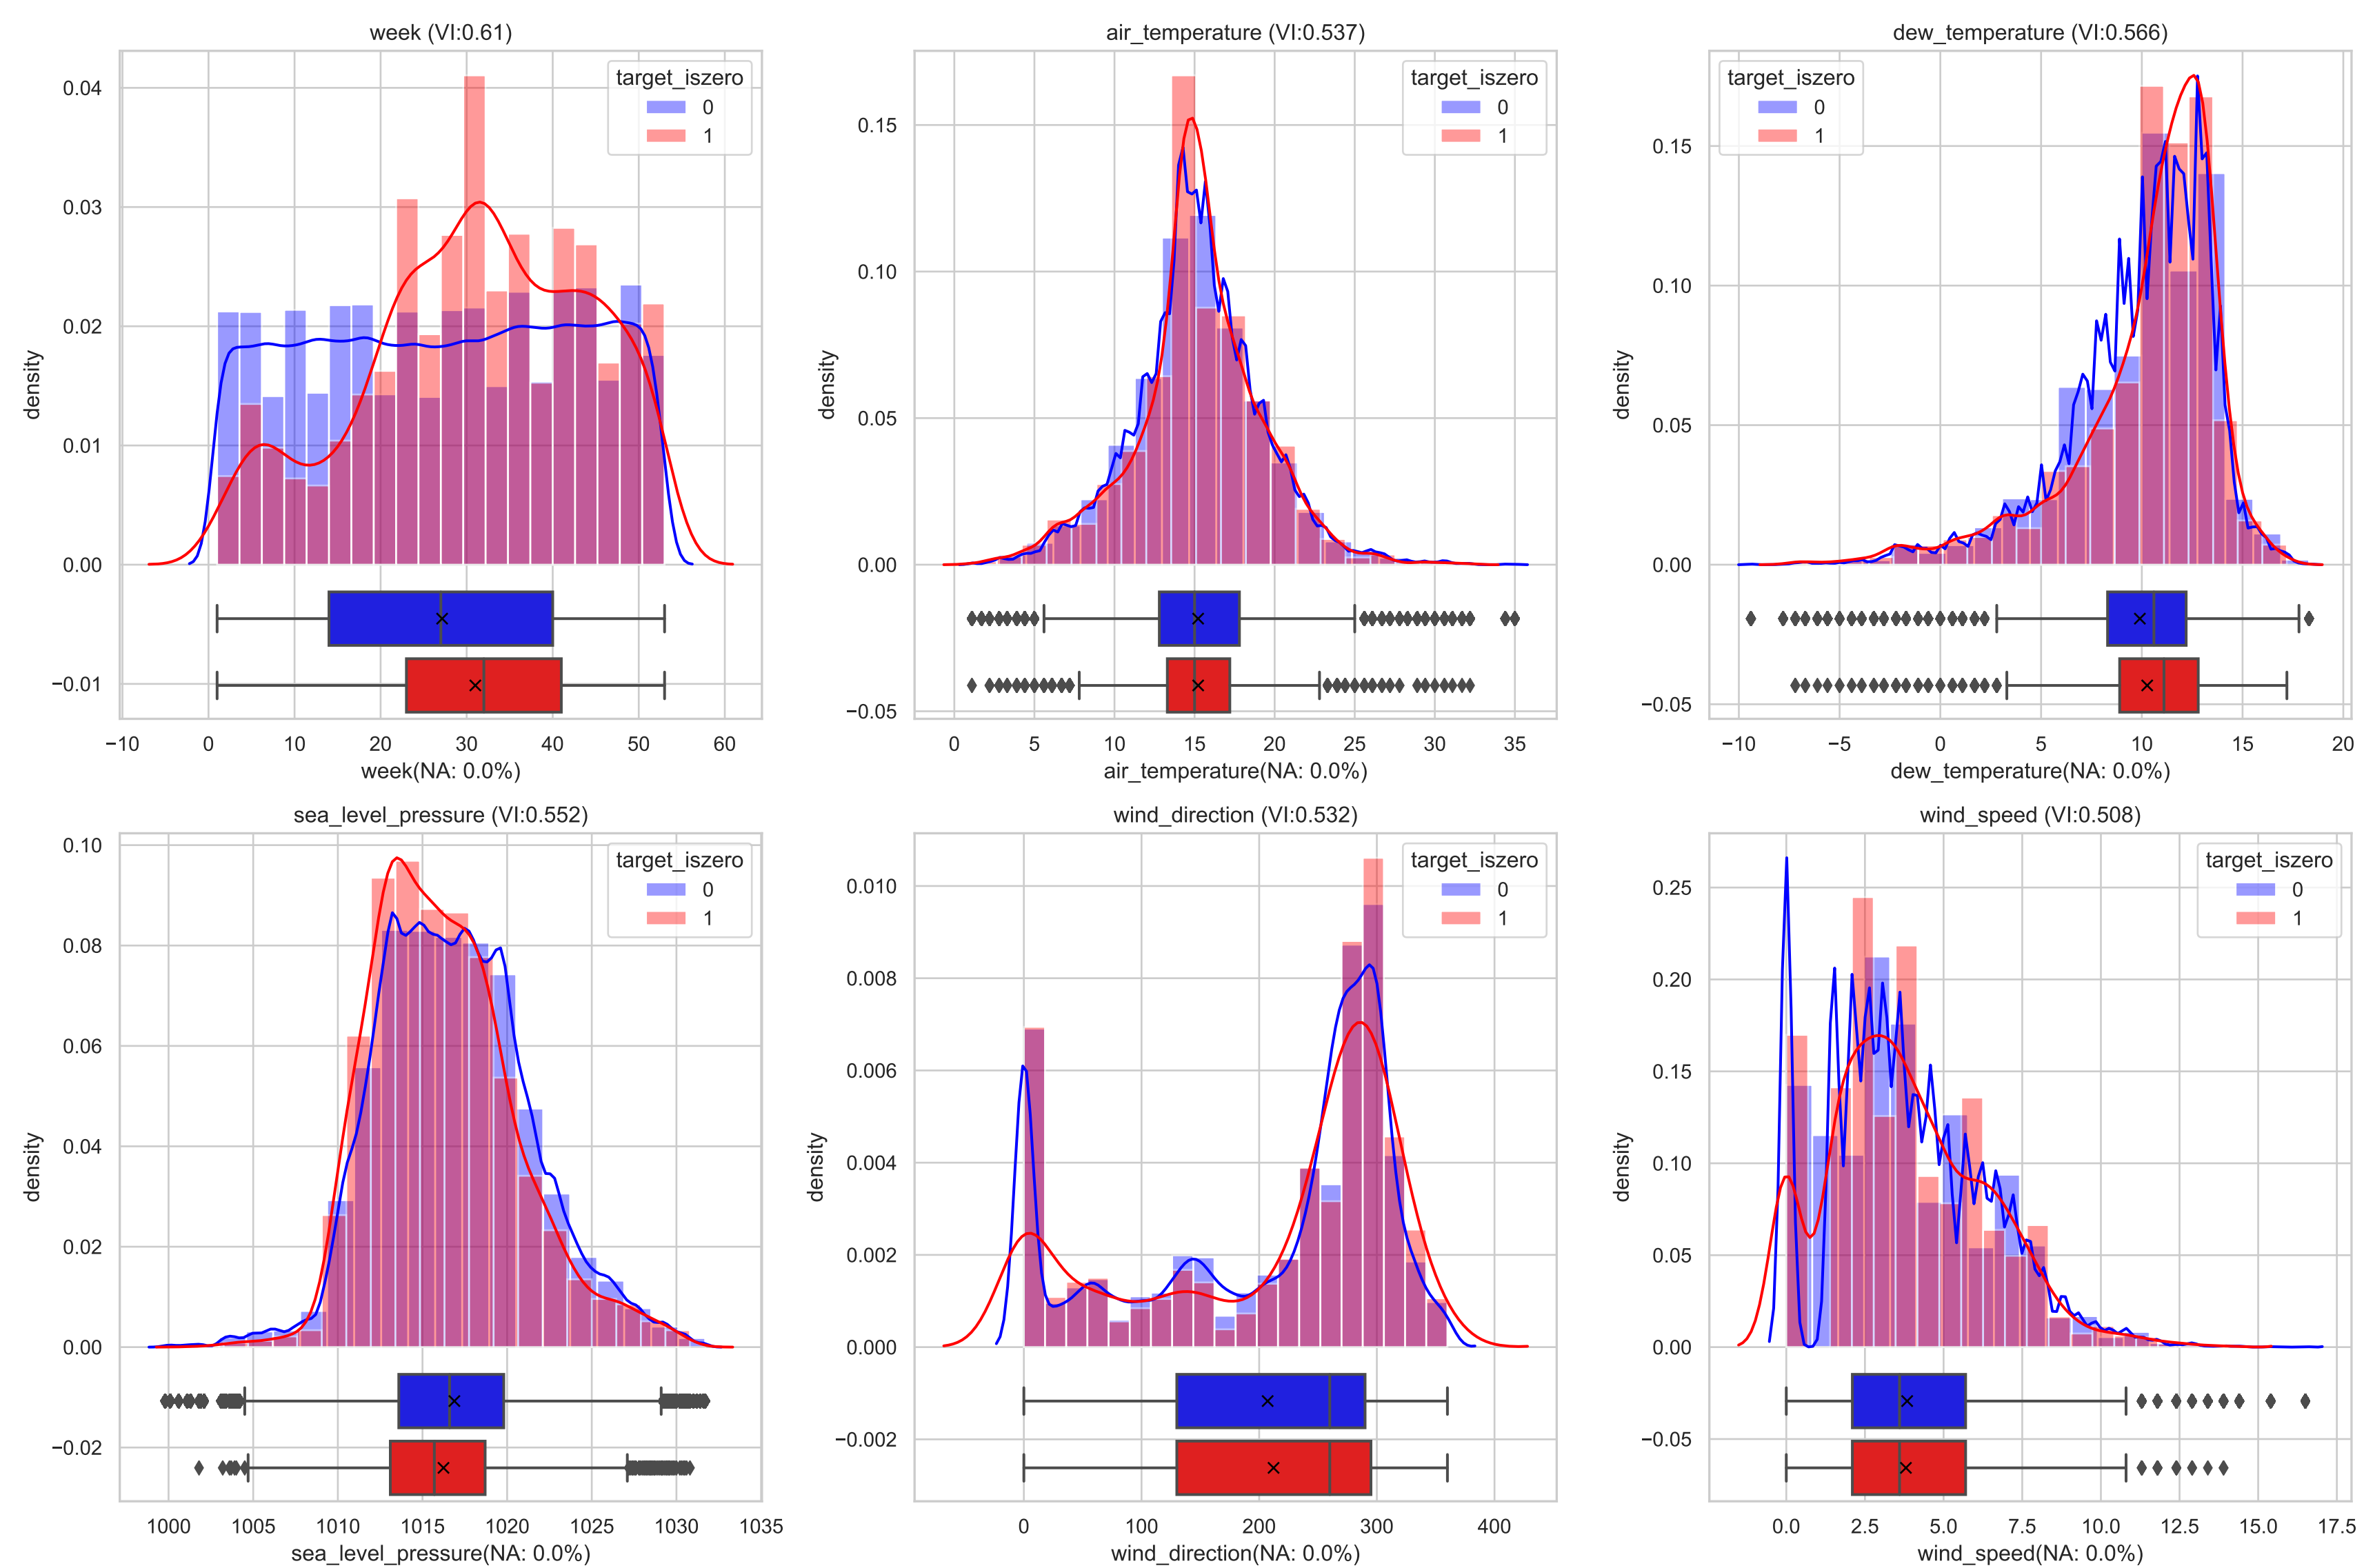 week (VI:0.61)
target_iszero
0
1
density
0.04
0.03
0.02
0.01
0.00
−0.01
−10 0 10 20 30 40 50 60
week(NA: 0.0%)
air_temperature (VI:0.537)
target_iszero
0
1
density
0.15
0.10
0.05
0.00
−0.05
0 5 10 15 20 25 30 35
air_temperature(NA: 0.0%)
dew_temperature (VI:0.566)
target_iszero
0
1
density
0.15
0.10
0.05
0.00
−0.05
−10 −5 0 5 10 15 20
dew_temperature(NA: 0.0%)
sea_level_pressure (VI:0.552)
target_iszero
0
1
density
0.10
0.08
0.06
0.04
0.02
0.00
−0.02
1000 1005 1010 1015 1020 1025 1030 1035
sea_level_pressure(NA: 0.0%)
wind_direction (VI:0.532)
target_iszero
0
1
density
0.010
0.008
0.006
0.004
0.002
0.000
−0.002
0 100 200 300 400
wind_direction(NA: 0.0%)
wind_speed (VI:0.508)
target_iszero
0
1
density
0.25
0.20
0.15
0.10
0.05
0.00
−0.05
0.0 2.5 5.0 7.5 10.0 12.5 15.0 17.5
wind_speed(NA: 0.0%)